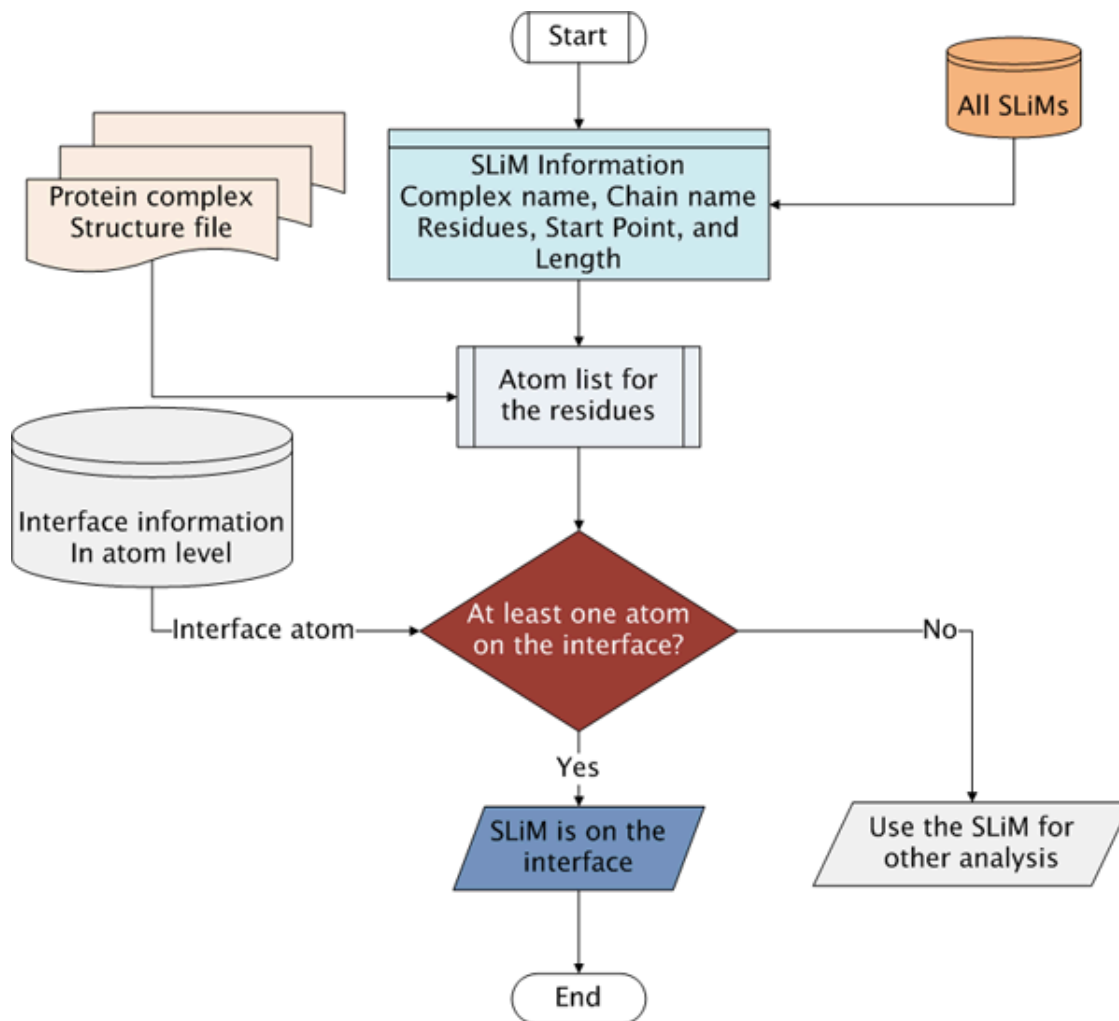 Start
All SLiMs
SLiM Information
Complex name, Chain name
Residues, Start Point, and
Length
Protein complex
Structure file
Atom list for
the residues
Interface information
In atom level
Interface atom
At least one atom
on the interface?
No
Yes
SLiM is on the
interface
Use the SLiM for
other analysis
End